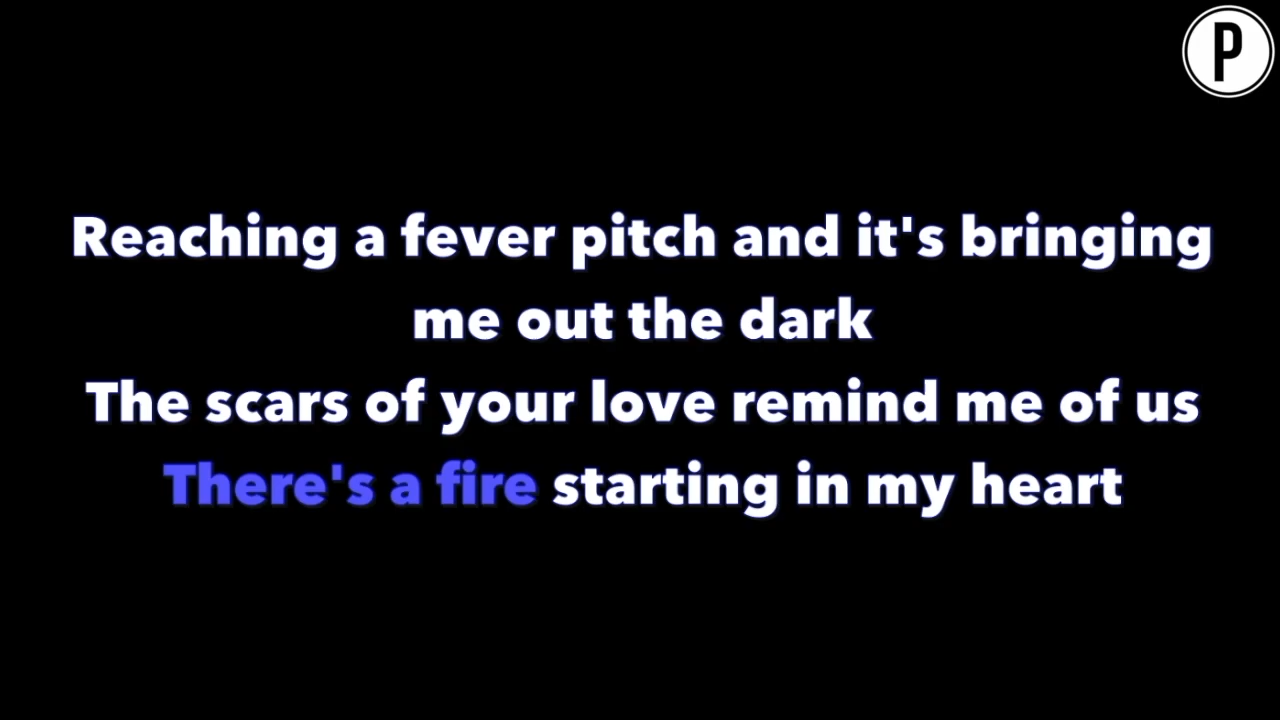 P
Reaching a fever pitch and it's bringing
me out the dark
The scars of your love remind me of us
There's a fire starting in my heart